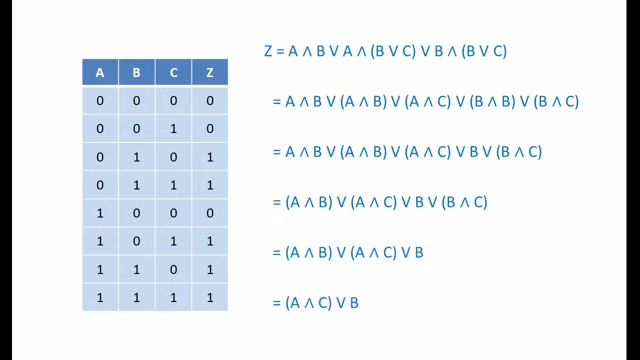 Z = A ∧ B V A ∧ (B V C) V B ∧ (B V C)
= A ∧ B V (A ∧ B) V (A ∧ C) V (B ∧ B) V (B ∧ C)
= A ∧ B V (A ∧ B) V (A ∧ C) V B V (B ∧ C)
= (A ∧ B) V (A ∧ C) V B V (B ∧ C)
= (A ∧ B) V (A ∧ C) V B
= (A ∧ C) V B
A B C Z
0 0 0 0
0 0 1 0
0 1 0 1
0 1 1 1
1 0 0 0
1 0 1 1
1 1 0 1
1 1 1 1